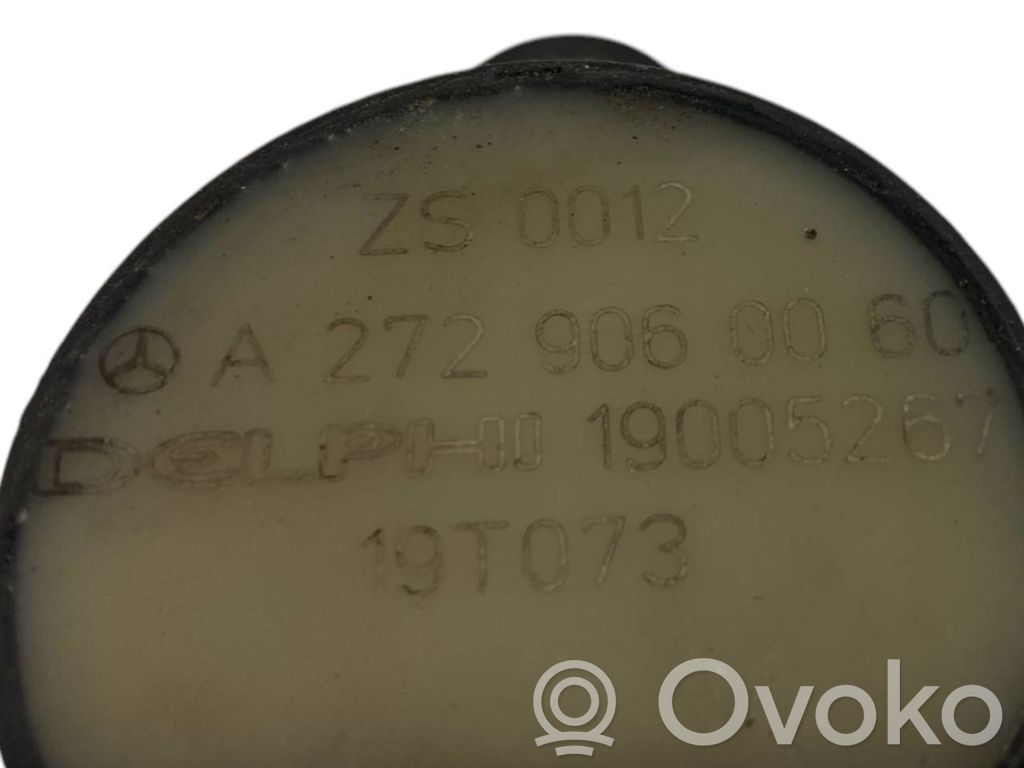 ZS 0012
A 272 906 00 60
DELPHI 19005267
19T073
Ovoko